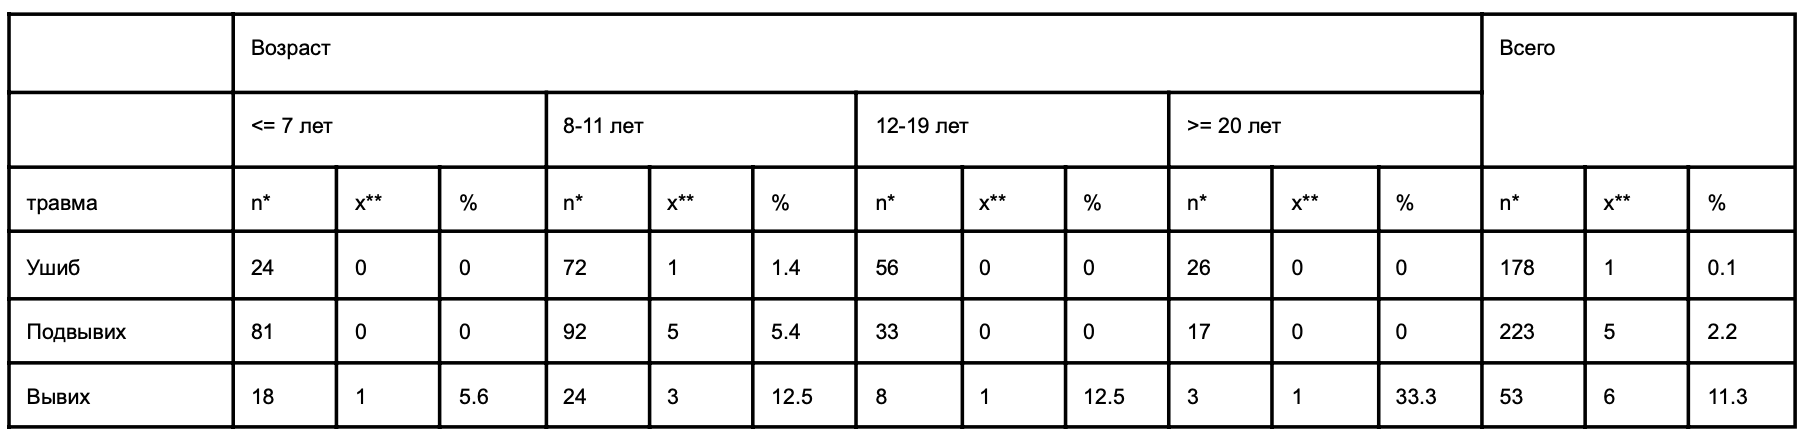 Возраст Всего
<= 7 лет 8-11 лет 12-19 лет >= 20 лет
травма n* x** % n* x** % n* x** % n* x** % n* x** %
Ушиб 24 0 0 72 1 1.4 56 0 0 26 0 0 178 1 0.1
Подвывих 81 0 0 92 5 5.4 33 0 0 17 0 0 223 5 2.2
Вывих 18 1 5.6 24 3 12.5 8 1 12.5 3 1 33.3 53 6 11.3